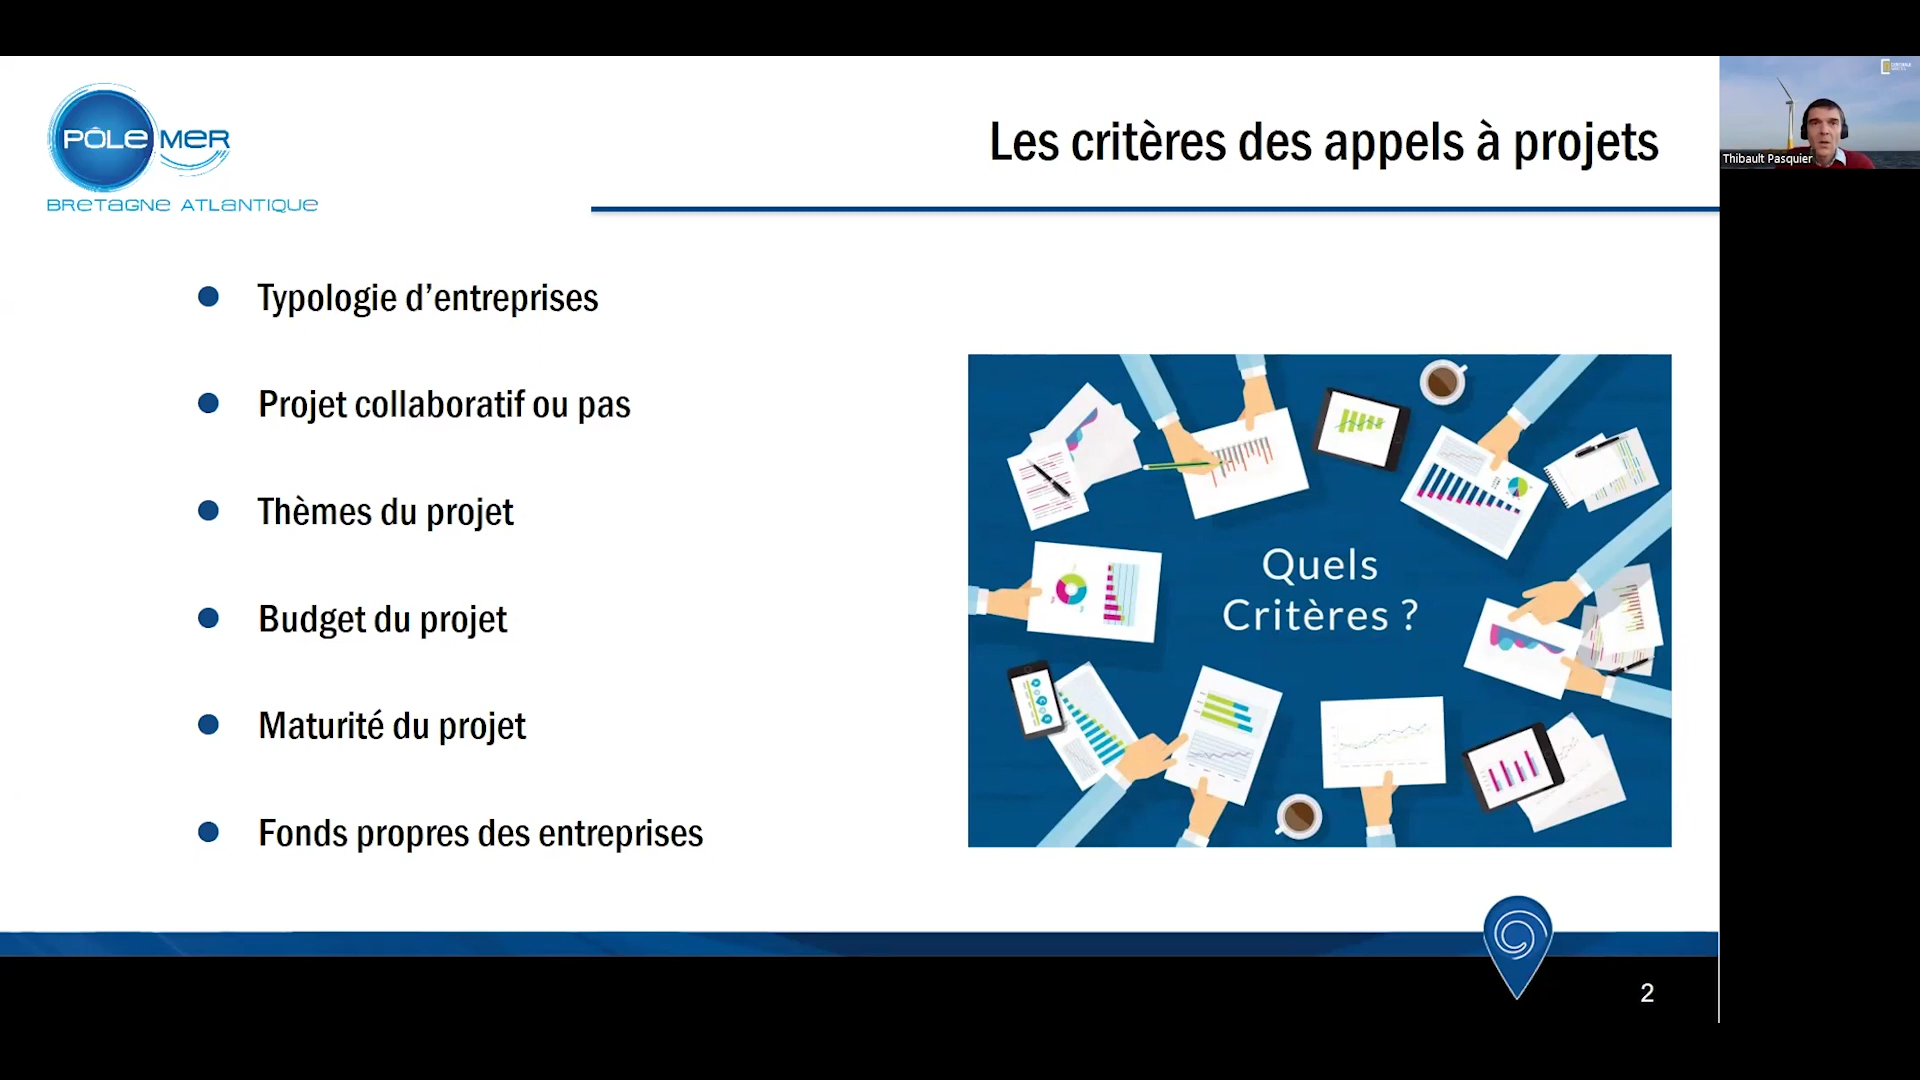 PÔLE MER
BRETAGNE ATLANTIQUE
Les critères des appels à projets
Thibault Pasquier
Typologie d’entreprises
Projet collaboratif ou pas
Thèmes du projet
Budget du projet
Maturité du projet
Fonds propres des entreprises
Quels
Critères ?
2